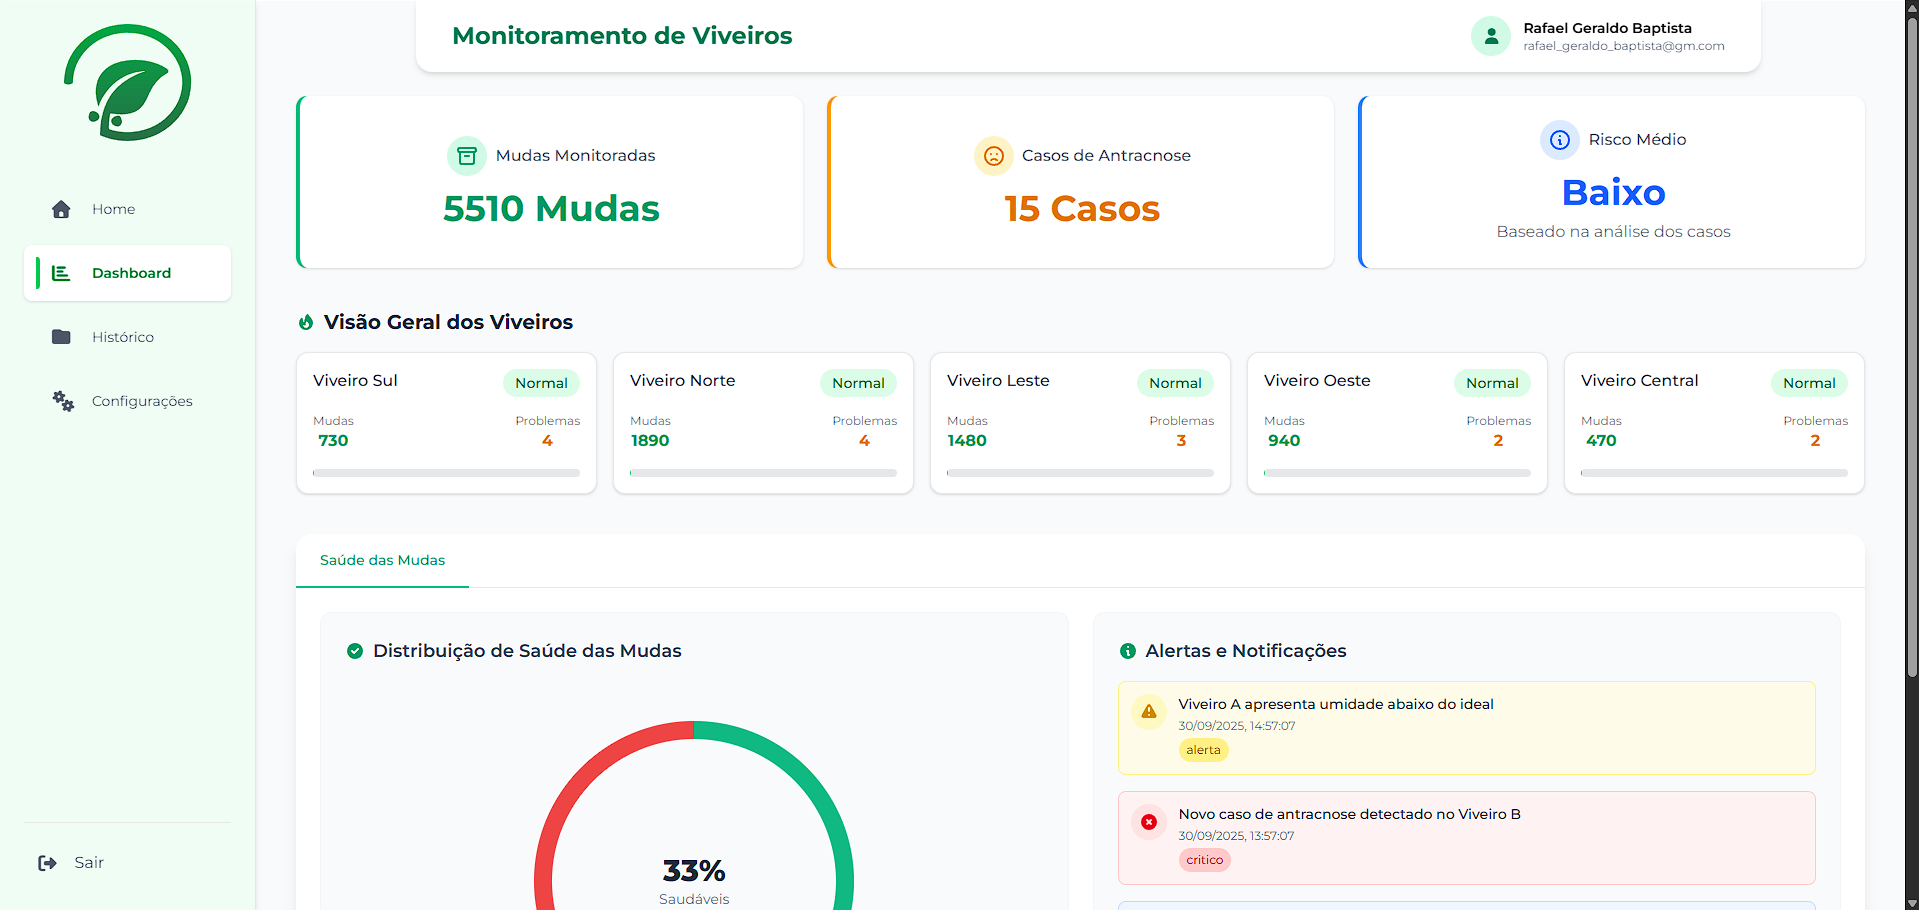 Monitoramento de Viveiros
Rafael Geraldo Baptista
rafael_geraldo_baptista@gm.com
Home
Dashboard
Histórico
Configurações
Sair
Mudas Monitoradas
5510 Mudas
Casos de Antracnose
15 Casos
Risco Médio
Baixo
Baseado na análise dos casos
Visão Geral dos Viveiros
Viveiro Sul
Normal
Mudas
Problemas
730
4
Viveiro Norte
Normal
Mudas
Problemas
1890
4
Viveiro Leste
Normal
Mudas
Problemas
1480
3
Viveiro Oeste
Normal
Mudas
Problemas
940
2
Viveiro Central
Normal
Mudas
Problemas
470
2
Saúde das Mudas
Distribuição de Saúde das Mudas
33%
Saudáveis
Alertas e Notificações
Viveiro A apresenta umidade abaixo do ideal
30/09/2025, 14:57:07
alerta
Novo caso de antracnose detectado no Viveiro B
30/09/2025, 13:57:07
critico